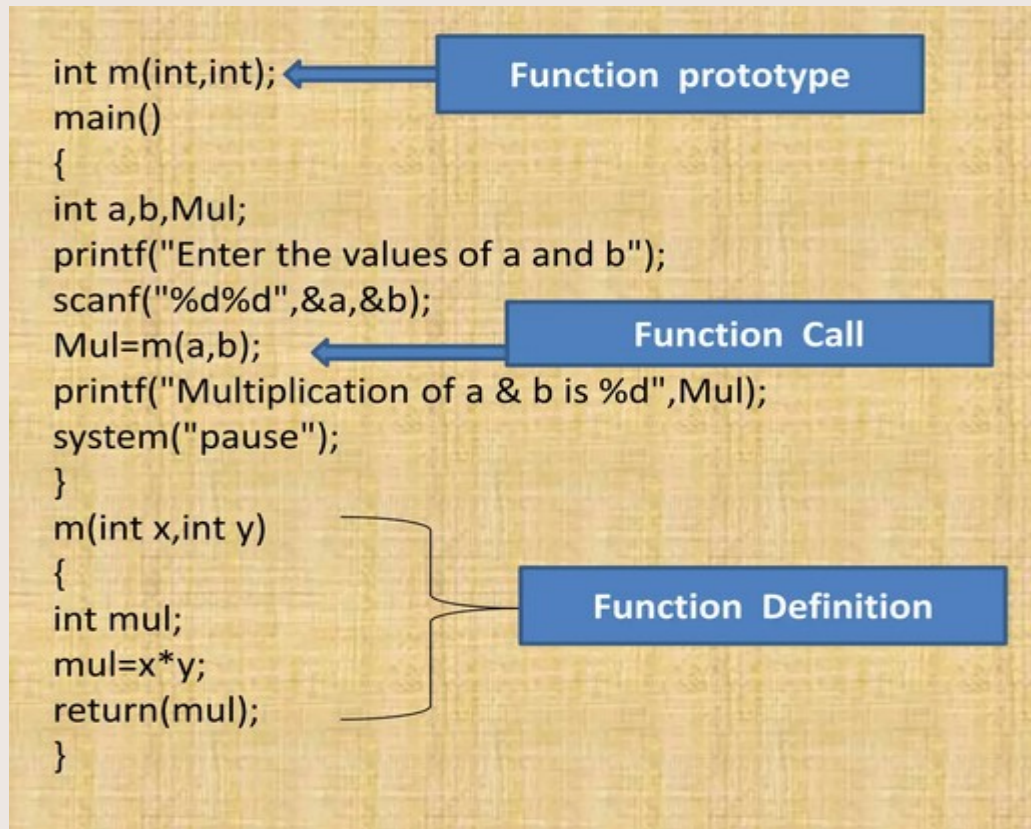 int m(int,int);
Function prototype
main()
{
int a,b,Mul;
printf("Enter the values of a and b");
scanf("%d%d",&a,&b);
Mul=m(a,b);
Function Call
printf("Multiplication of a & b is %d",Mul);
system("pause");
}
m(int x,int y)
{
int mul;
Function Definition
mul=x*y;
return(mul);
}